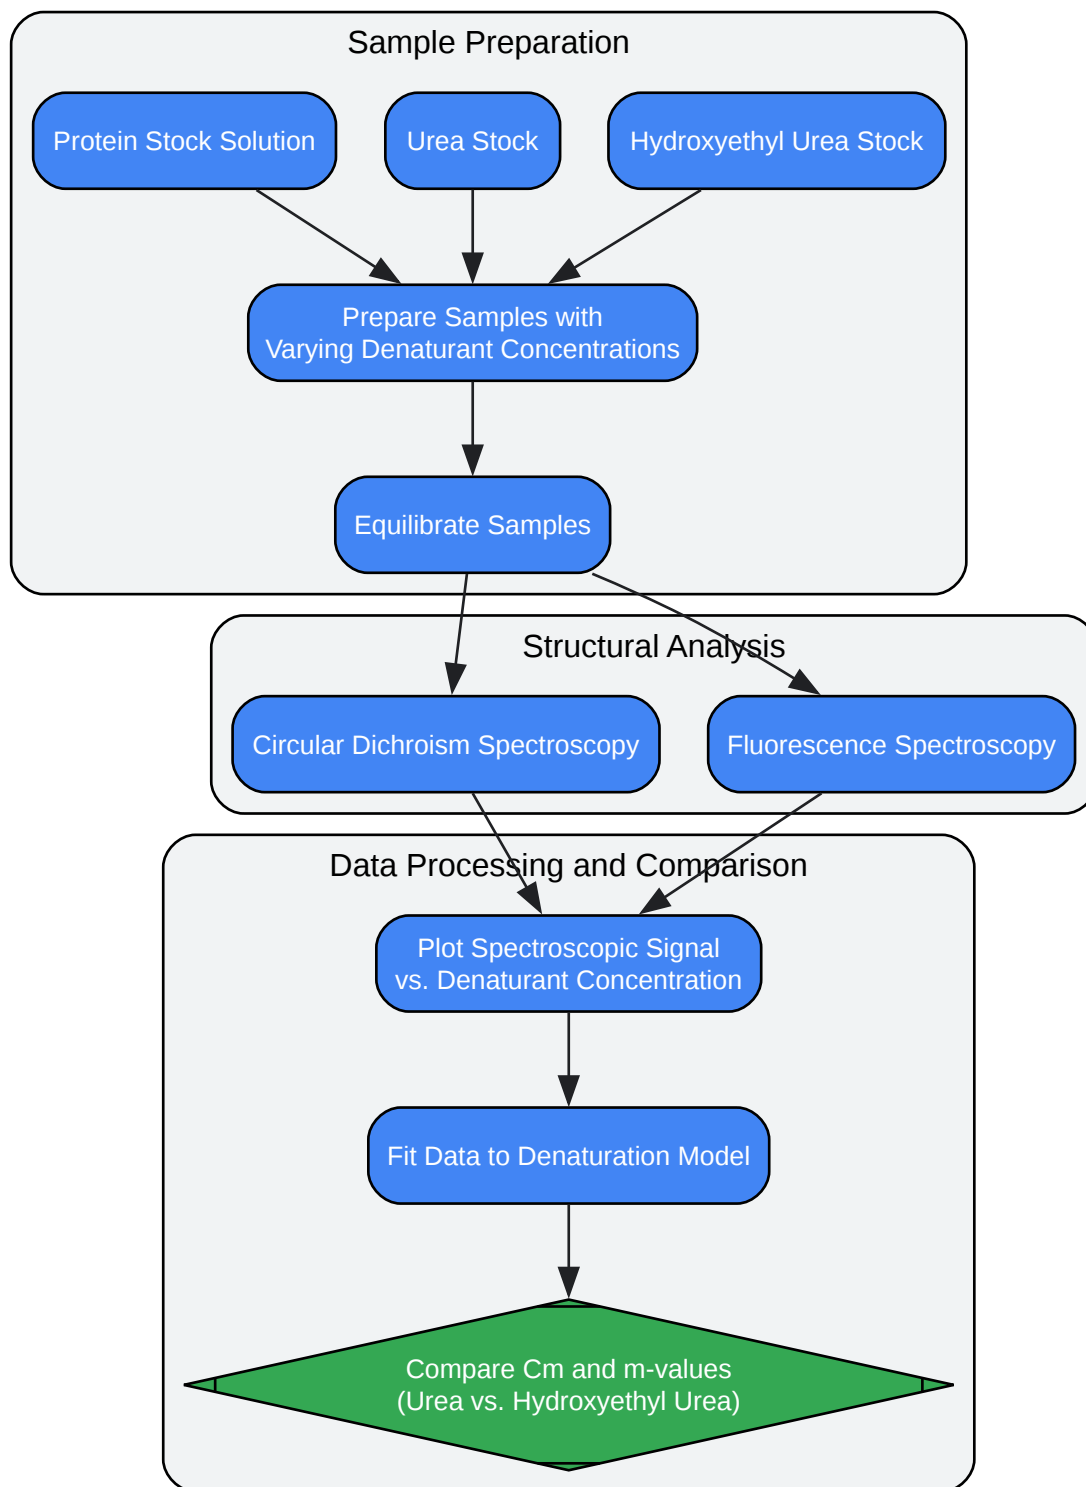 Sample Preparation
Protein Stock Solution
Urea Stock
Hydroxyethyl Urea Stock
Prepare Samples with
Varying Denaturant Concentrations
Equilibrate Samples
Structural Analysis
Circular Dichroism Spectroscopy
Fluorescence Spectroscopy
Data Processing and Comparison
Plot Spectroscopic Signal
vs. Denaturant Concentration
Fit Data to Denaturation Model
Compare Cm and m-values
(Urea vs. Hydroxyethyl Urea)